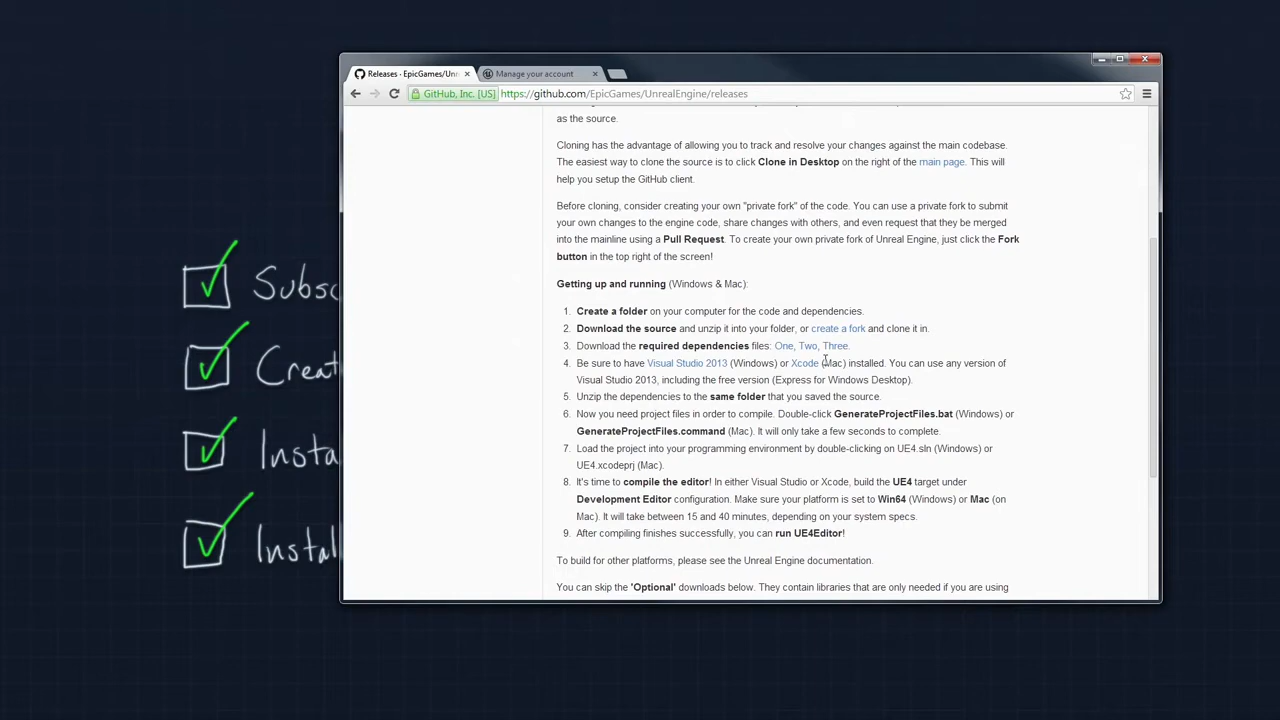 Releases · EpicGames/Unr
Manage your account
GitHub, Inc. [US] https://github.com/EpicGames/UnrealEngine/releases
as the source.
Cloning has the advantage of allowing you to track and resolve your changes against the main codebase.
The easiest way to clone the source is to click Clone in Desktop on the right of the main page. This will
help you setup the GitHub client.
Before cloning, consider creating your own "private fork" of the code. You can use a private fork to submit
your own changes to the engine code, share changes with others, and even request that they be merged
into the mainline using a Pull Request. To create your own private fork of Unreal Engine, just click the Fork
button in the top right of the screen!
Getting up and running (Windows & Mac):
1. Create a folder on your computer for the code and dependencies.
2. Download the source and unzip it into your folder, or create a fork and clone it in.
3. Download the required dependencies files: One, Two, Three.
4. Be sure to have Visual Studio 2013 (Windows) or Xcode (Mac) installed. You can use any version of
Visual Studio 2013, including the free version (Express for Windows Desktop).
5. Unzip the dependencies to the same folder that you saved the source.
6. Now you need project files in order to compile. Double-click GenerateProjectFiles.bat (Windows) or
GenerateProjectFiles.command (Mac). It will only take a few seconds to complete.
7. Load the project into your programming environment by double-clicking on UE4.sln (Windows) or
UE4.xcodeprj (Mac).
8. It's time to compile the editor! In either Visual Studio or Xcode, build the UE4 target under
Development Editor configuration. Make sure your platform is set to Win64 (Windows) or Mac (on
Mac). It will take between 15 and 40 minutes, depending on your system specs.
9. After compiling finishes successfully, you can run UE4Editor!
To build for other platforms, please see the Unreal Engine documentation.
You can skip the 'Optional' downloads below. They contain libraries that are only needed if you are using
Subsc
Creat
Insta
Instal